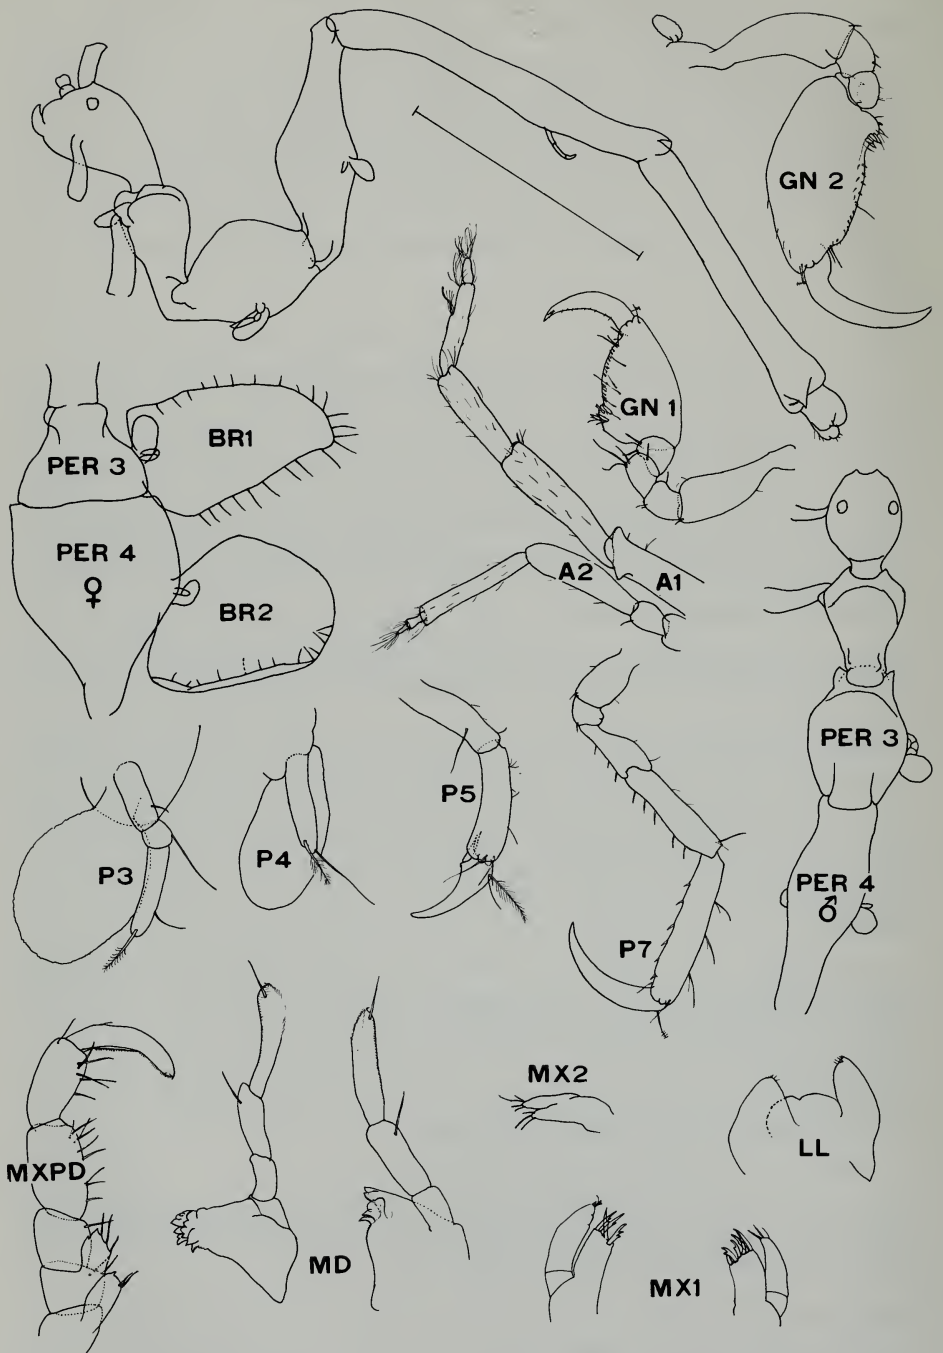 GN 2
GN 1
PER 3
BR1
PER 4
♀
BR2
A2
A1
PER 3
P5
P3
P4
PER 4
♂
P7
MX2
MXPD
LL
MD
MX1